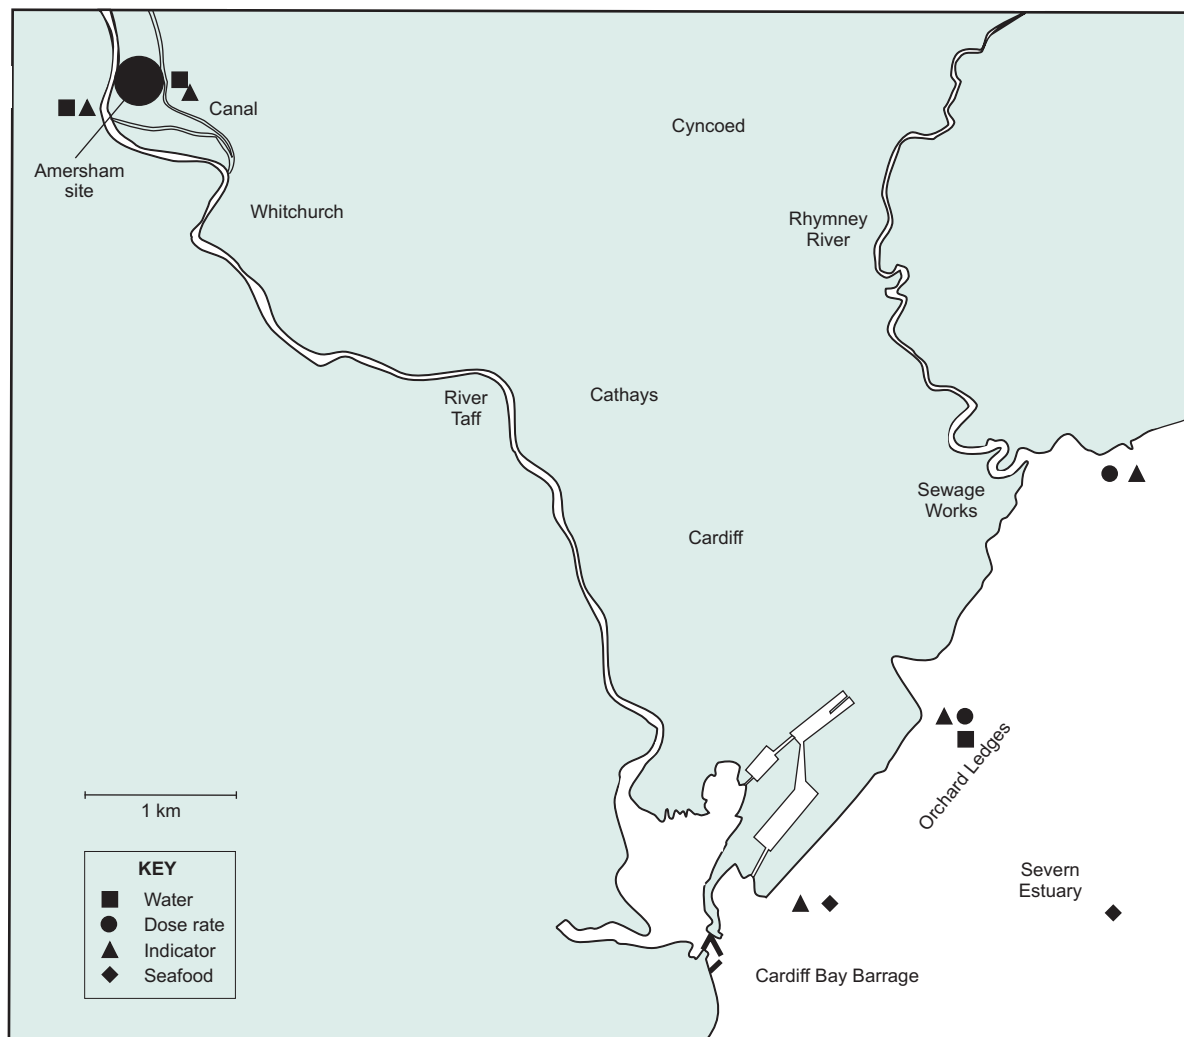 Canal
Cyncoed
Amersham
site
Whitchurch
Rhymney
River
River
Taff
Cathays
Sewage
Works
Cardiff
Orchard Ledges
1 km
KEY
Water
Dose rate
Indicator
Seafood
Severn
Estuary
Cardiff Bay Barrage